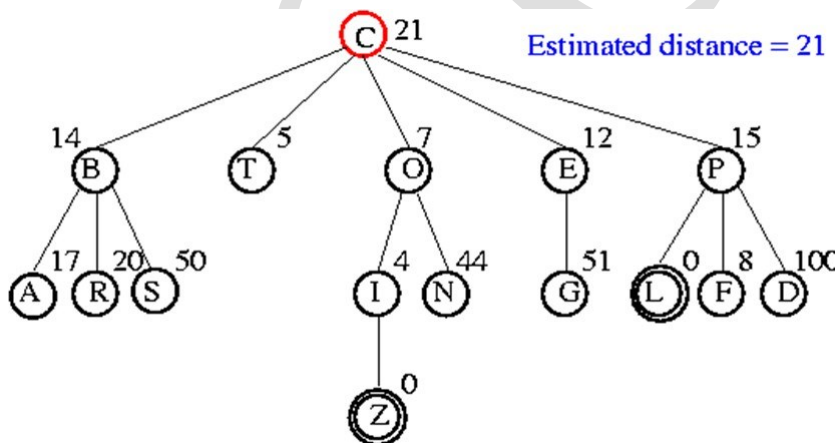 C 21
Estimated distance = 21
14 5 7 12 15
B T O E P
17 20 50 4 44 51 0 8 100
A R S I N G L F D
0
Z